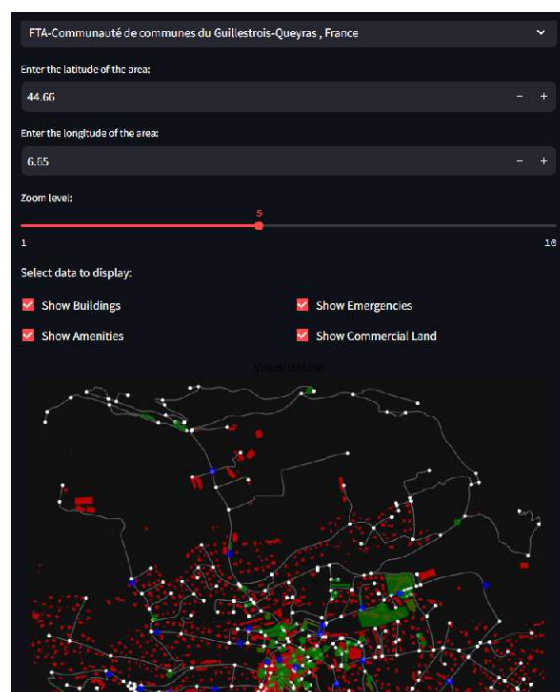 FTA-Communauté de communes du Guillestrois-Queyras , France
Enter the latitude of the area:
44.66
Enter the longitude of the area:
6.65
Zoom level:
5
1 10
Select data to display:
Show Buildings Show Emergencies
Show Amenities Show Commercial Land
Visualization